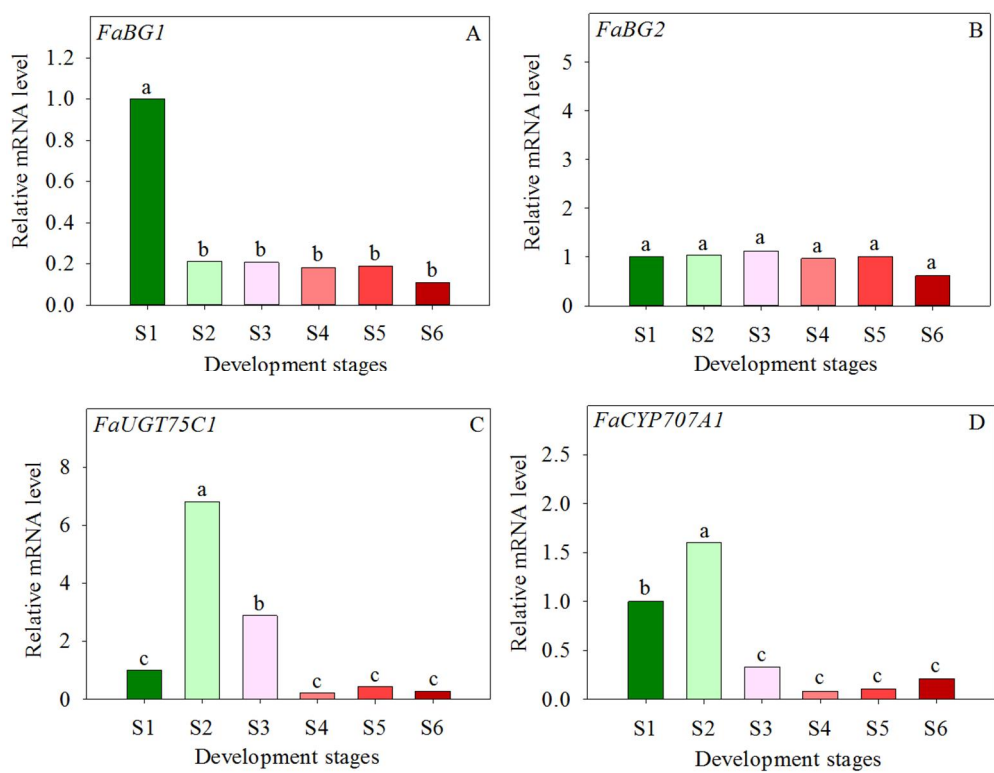 FaBG1 A
Relative mRNA level
1.2
1.0
0.8
0.6
0.4
0.2
0.0
a b b b b b
S1 S2 S3 S4 S5 S6
Development stages
FaBG2 B
Relative mRNA level
5
4
3
2
1
0
a a a a a a
S1 S2 S3 S4 S5 S6
Development stages
FaUGT75C1 C
Relative mRNA level
8
6
4
2
0
c a b c c c
S1 S2 S3 S4 S5 S6
Development stages
FaCYP707A1 D
Relative mRNA level
2.5
2.0
1.5
1.0
0.5
0.0
b a c c c c
S1 S2 S3 S4 S5 S6
Development stages